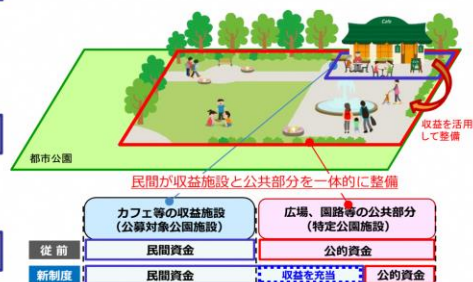 Cafe
収益を活用
して整備
都市公園
民間が収益施設と公共部分を一体的に整備
カフェ等の収益施設
（公募対象公園施設）
広場、園路等の公共部分
（特定公園施設）
従前
民間資金
公的資金
新制度
民間資金
収益を充当
公的資金